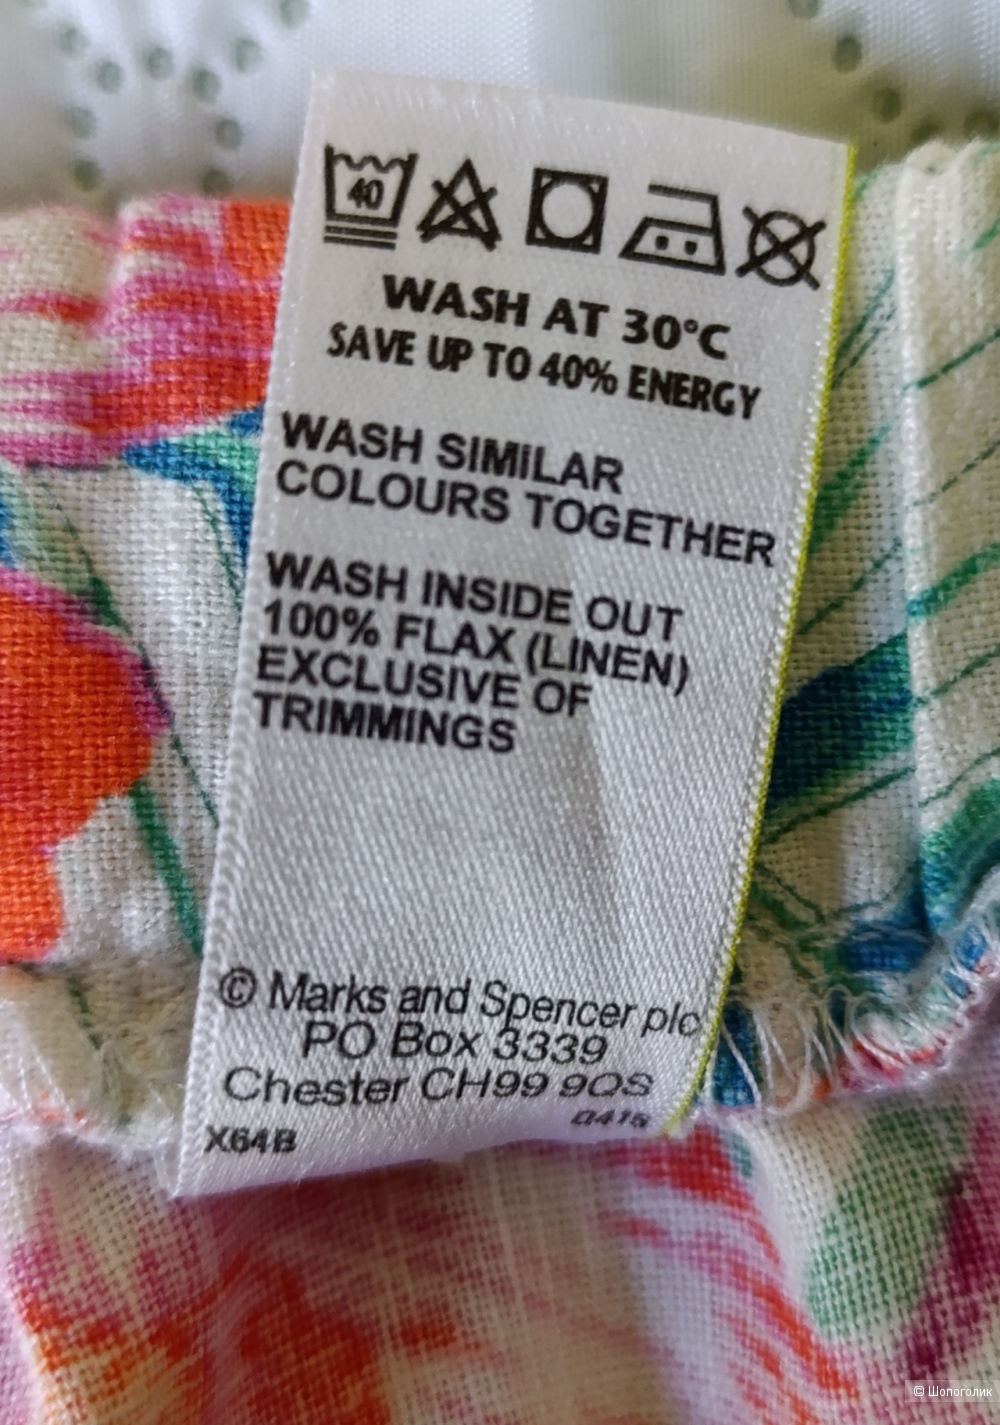 40
WASH AT 30°C
SAVE UP TO 40% ENERGY
WASH SIMILAR
COLOURS TOGETHER
WASH INSIDE OUT
100% FLAX (LINEN)
EXCLUSIVE OF
TRIMMINGS
© Marks and Spencer plc
PO Box 3339
Chester CH99 9QS
0415
X64B
© Шопоголик